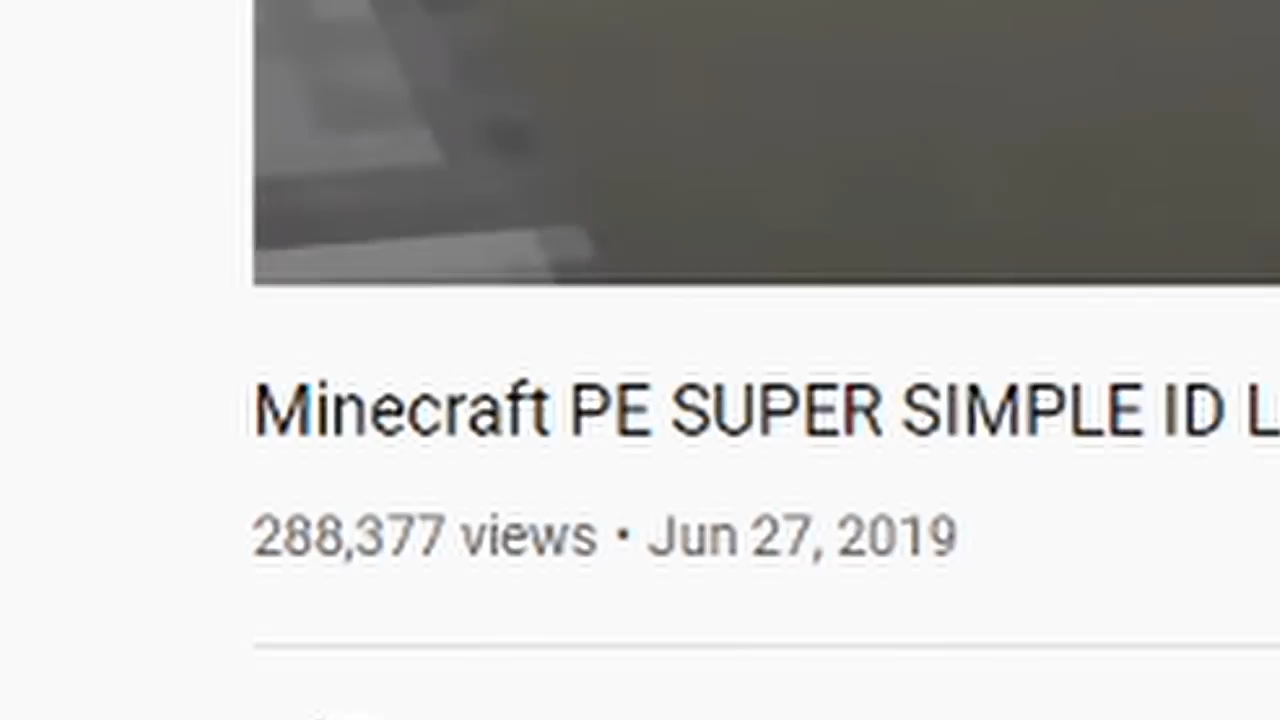 Minecraft PE SUPER SIMPLE ID L
288,377 views • Jun 27, 2019